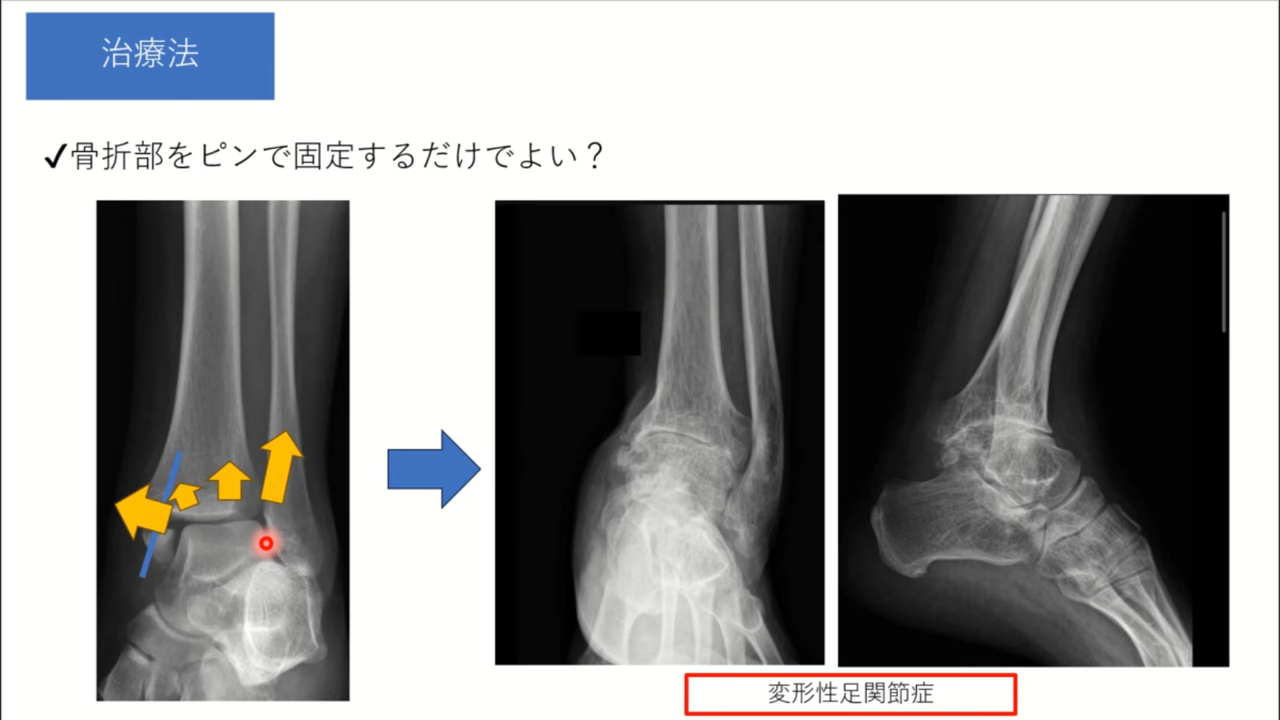 治療法
✓骨折部をピンで固定するだけでよい？
変形性足関節症